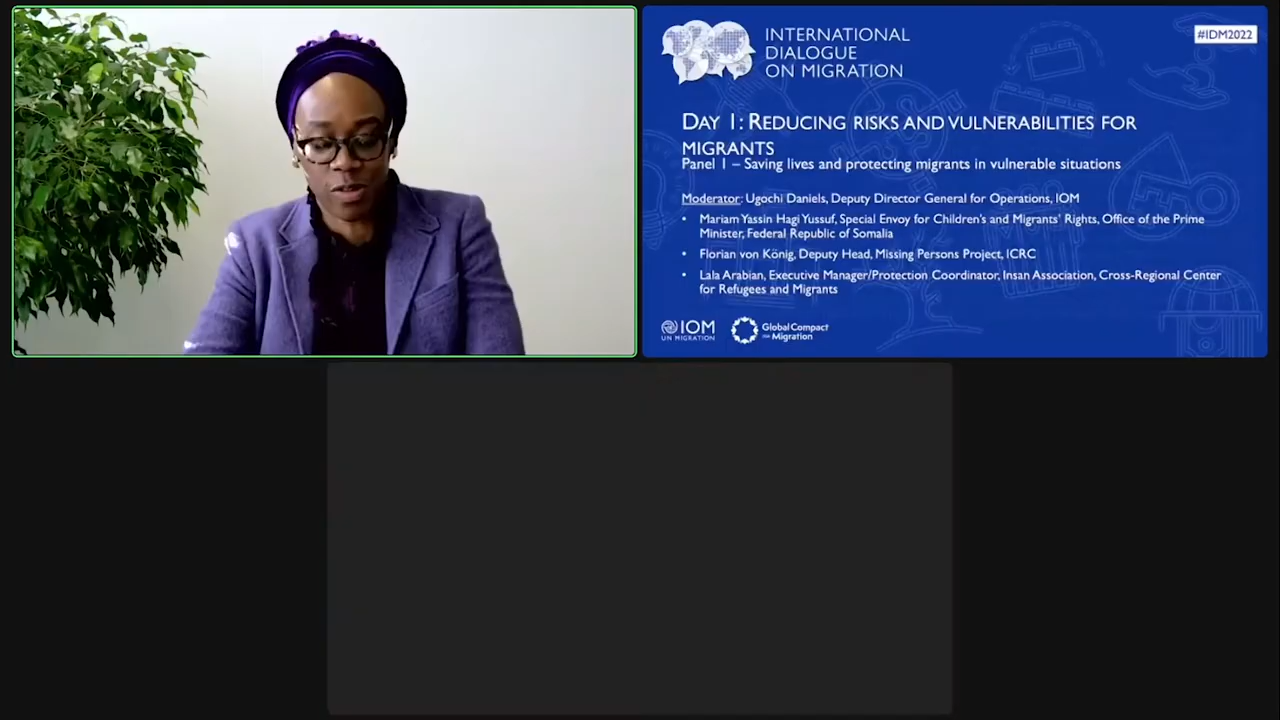 INTERNATIONAL
DIALOGUE
ON MIGRATION
#IDM2022
DAY 1: REDUCING RISKS AND VULNERABILITIES FOR
MIGRANTS
Panel 1 – Saving lives and protecting migrants in vulnerable situations
Moderator: Ugochi Daniels, Deputy Director General for Operations, IOM
• Mariam Yassin Hagi Yussuf, Special Envoy for Children's and Migrants' Rights, Office of the Prime
Minister, Federal Republic of Somalia
• Florian von König, Deputy Head, Missing Persons Project, ICRC
• Lala Arabian, Executive Manager/Protection Coordinator, Insan Association, Cross-Regional Center
for Refugees and Migrants
IOM
UN MIGRATION
Global Compact
for Migration